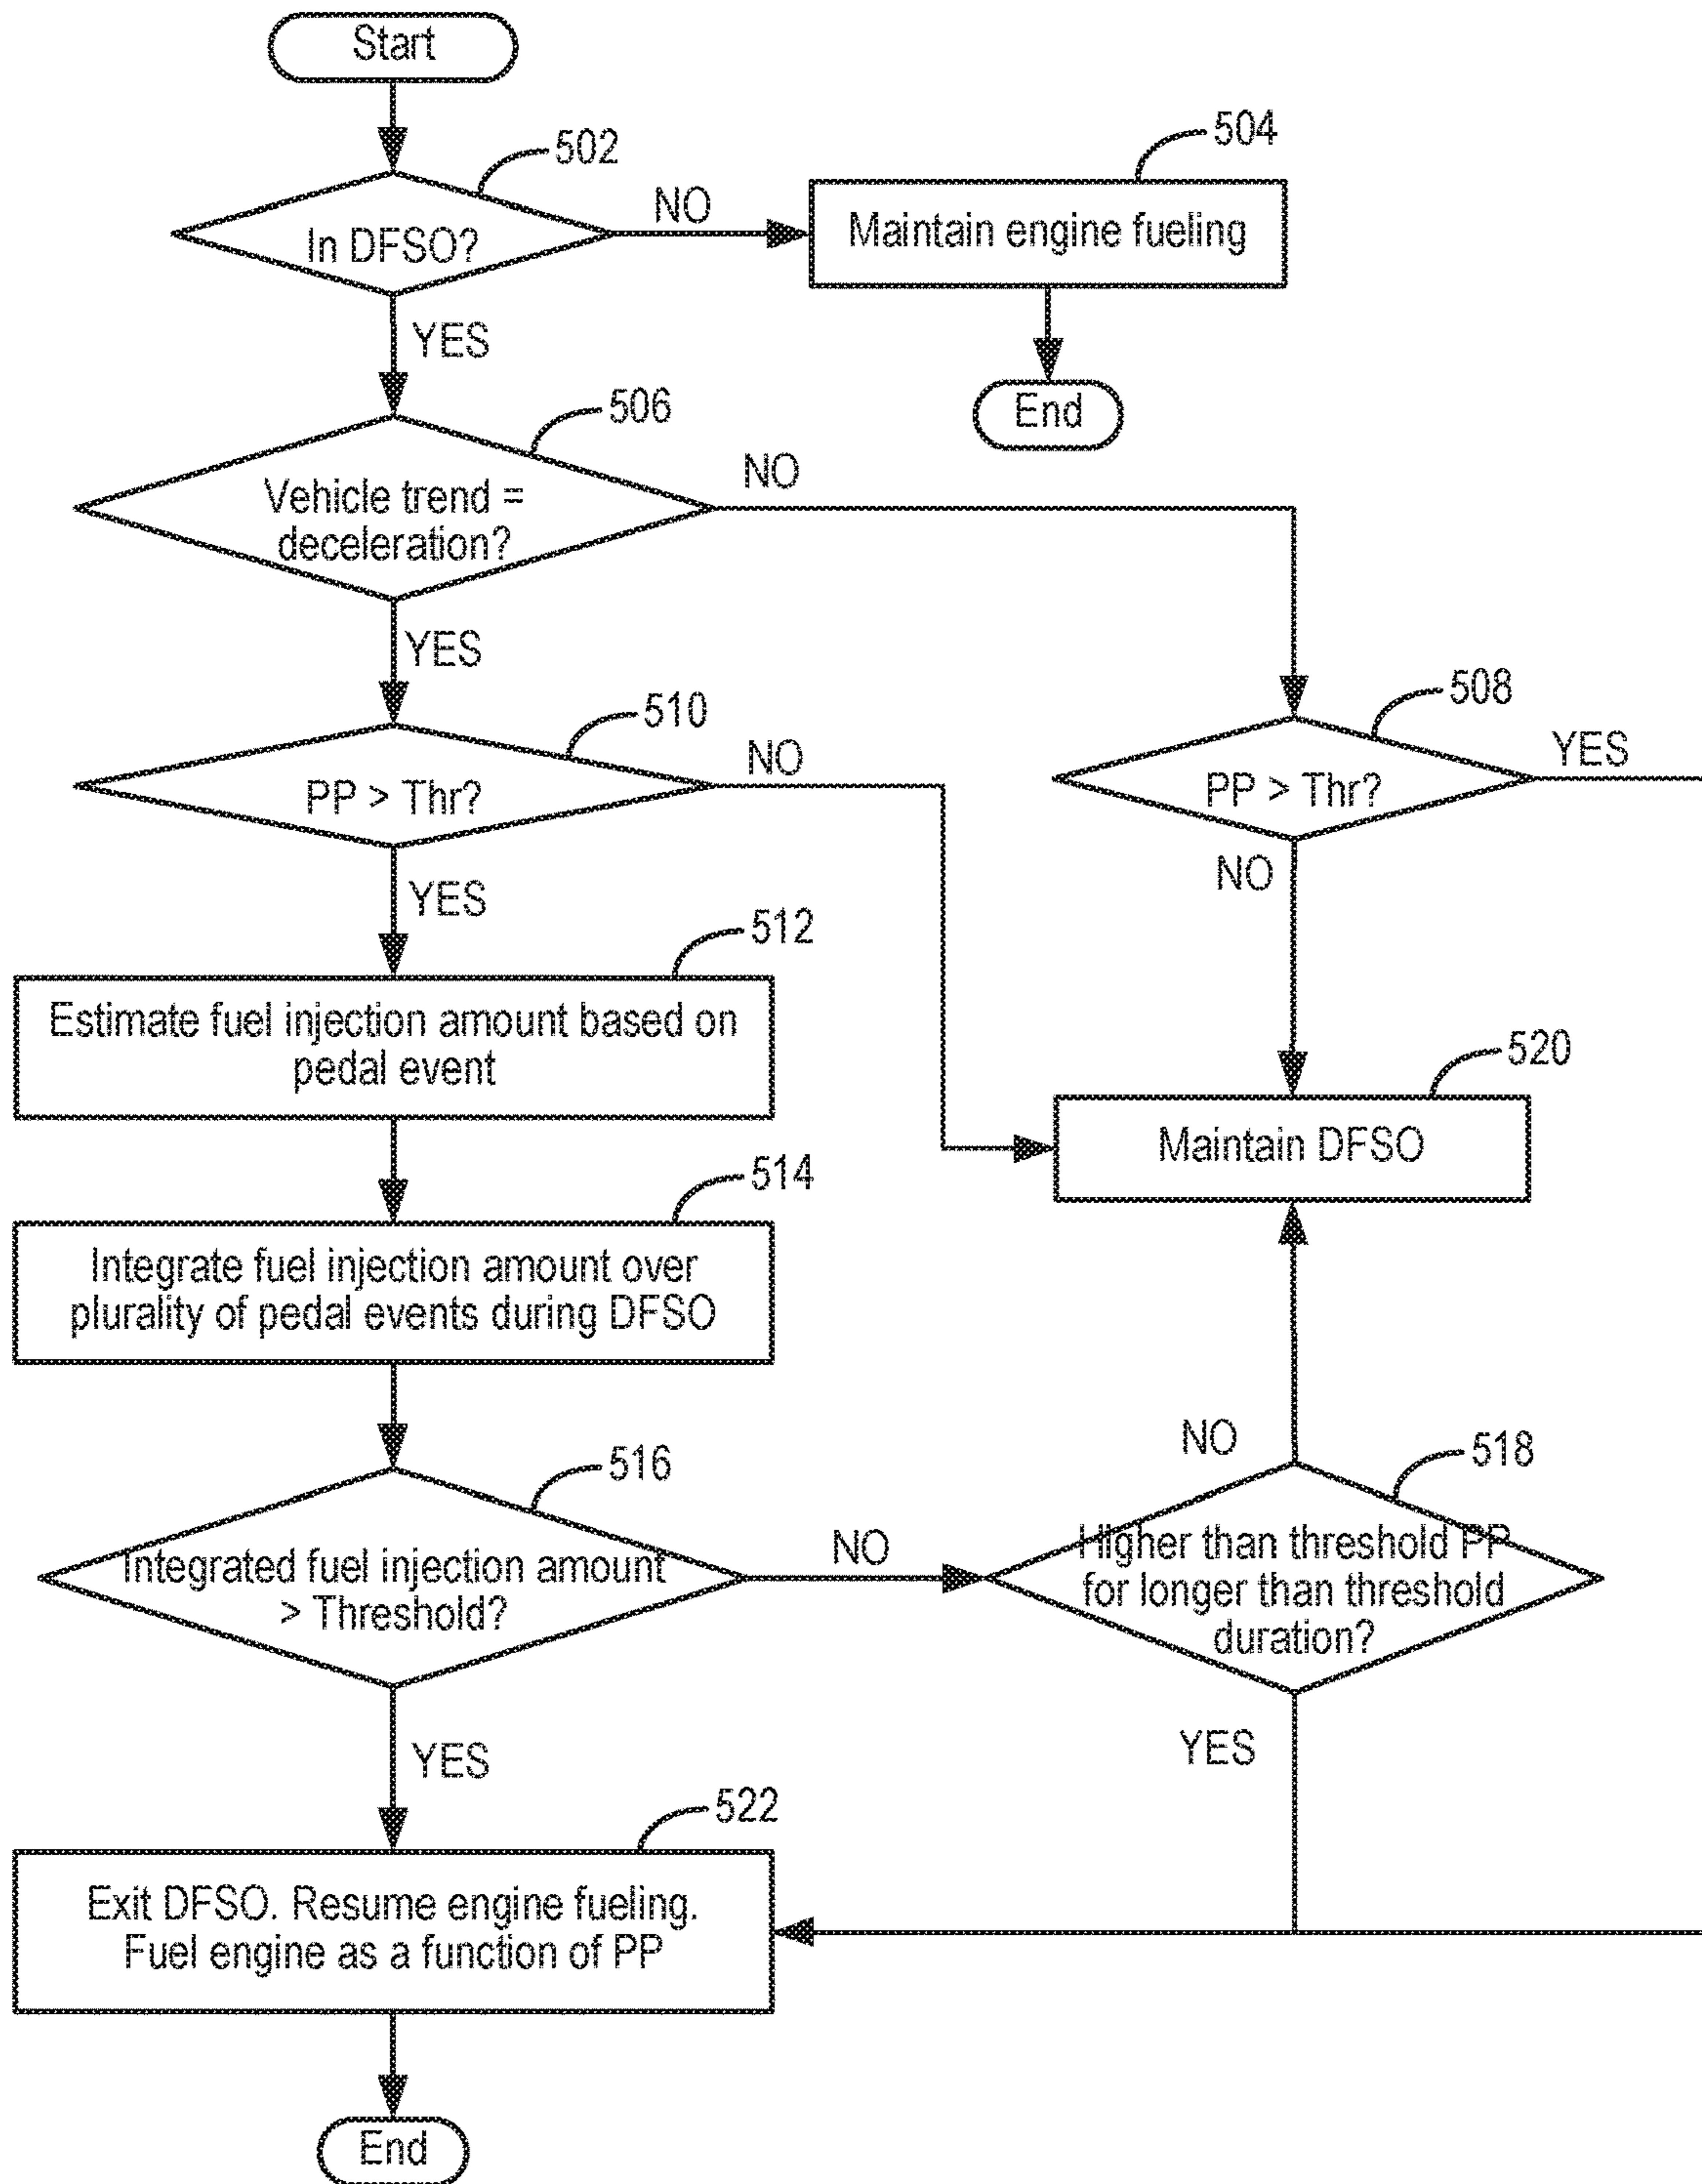 Start
502
In DFSO?
NO
504
Maintain engine fueling
End
YES
506
Vehicle trend =
deceleration?
NO
YES
510
PP > Thr?
NO
508
PP > Thr?
YES
NO
YES
512
Estimate fuel injection amount based on
pedal event
520
Maintain DFSO
514
Integrate fuel injection amount over
plurality of pedal events during DFSO
516
Integrated fuel injection amount
> Threshold?
NO
NO
518
Higher than threshold PP
for longer than threshold
duration?
YES
YES
522
Exit DFSO. Resume engine fueling.
Fuel engine as a function of PP
End